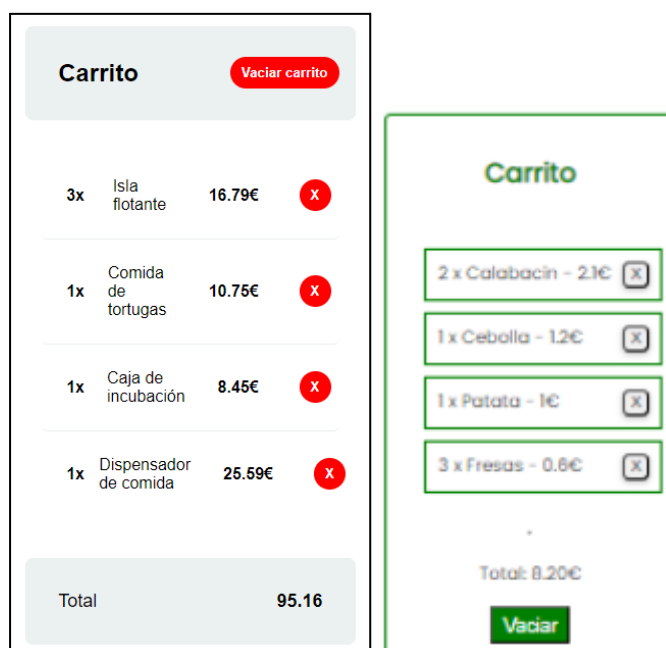 Carrito
Vaciar carrito
3x Isla flotante 16.79€ X
1x Comida de tortugas 10.75€ X
1x Caja de incubación 8.45€ X
1x Dispensador de comida 25.59€ X
Total 95.16
Carrito
2 x Calabacín - 2.1€ X
1 x Cebolla - 1.2€ X
1 x Patata - 1€ X
3 x Fresas - 0.6€ X
Total: 8.20€
Vaciar